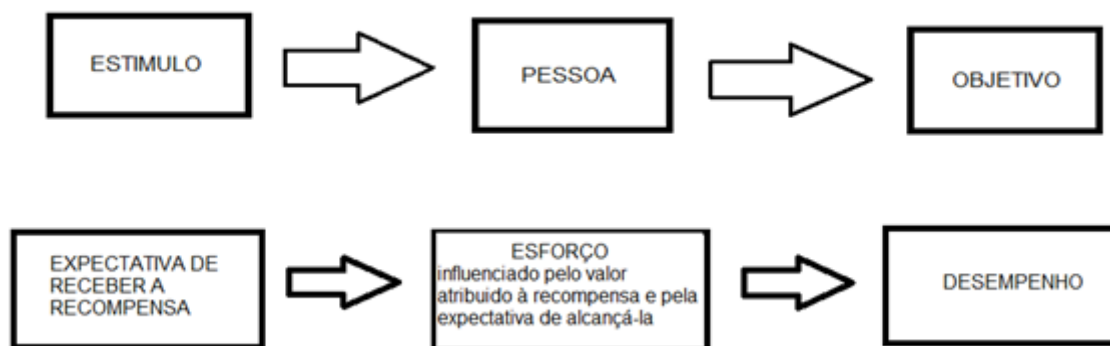 ESTIMULO
PESSOA
OBJETIVO
EXPECTATIVA DE
RECEBER A
RECOMPENSA
ESFORÇO
influenciado pelo valor
atribuido à recompensa e pela
expectativa de alcançá-la
DESEMPENHO